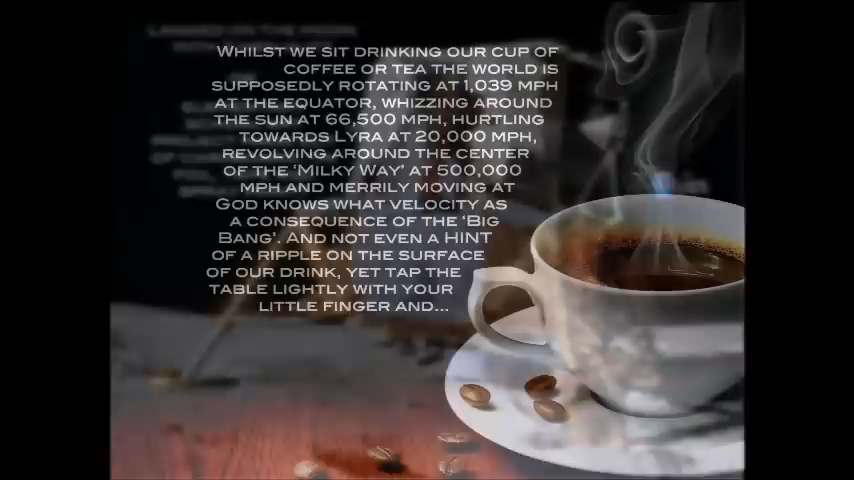 Whilst we sit drinking our cup of
coffee or tea the world is
supposedly rotating at 1,039 mph
at the equator, whizzing around
the sun at 66,500 mph, hurtling
towards Lyra at 20,000 mph,
revolving around the center
of the 'Milky Way' at 500,000
mph and merrily moving at
God knows what velocity as
a consequence of the 'Big
Bang'. And not even a hint
of a ripple on the surface
of our drink, yet tap the
table lightly with your
little finger and...